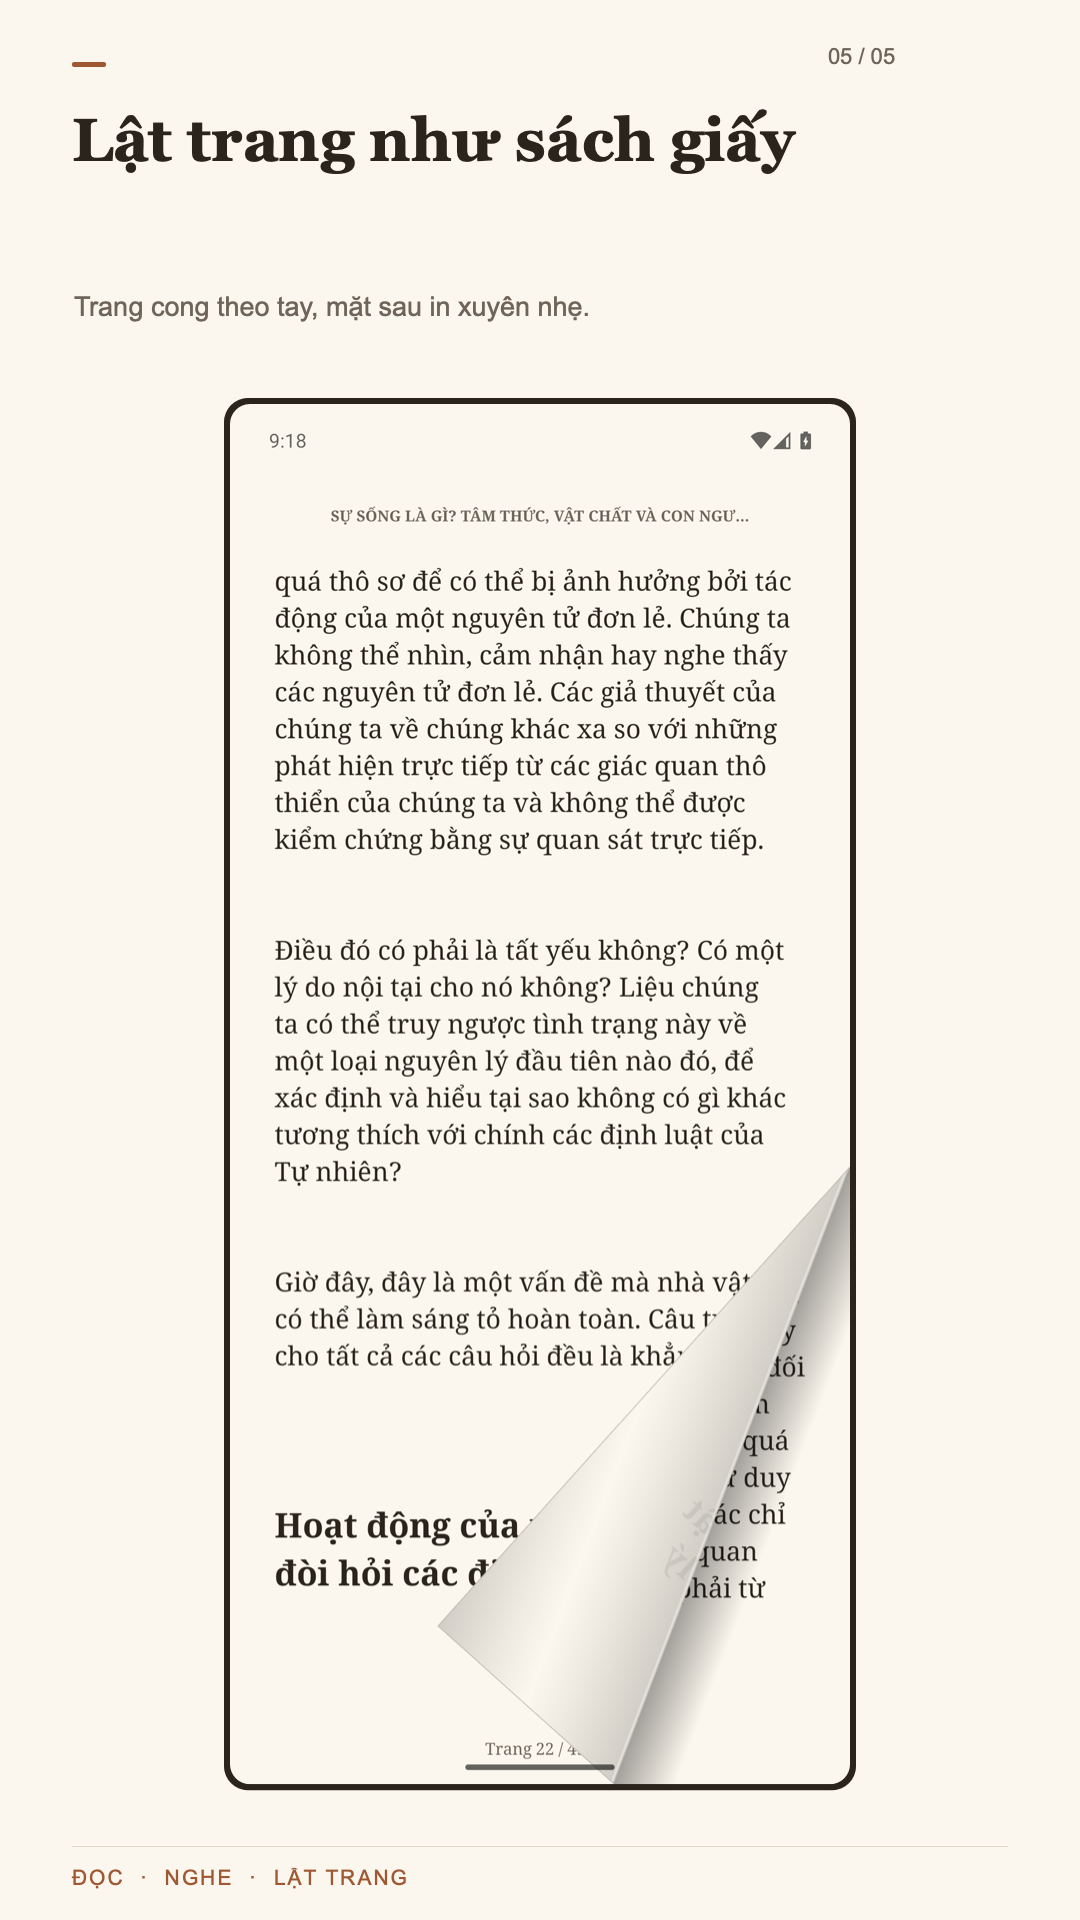 05 / 05
Lật trang như sách giấy
Trang cong theo tay, mặt sau in xuyên nhẹ.
9:18
SỰ SỐNG LÀ GÌ? TÂM THỨC, VẬT CHẤT VÀ CON NGƯ...
quá thô sơ để có thể bị ảnh hưởng bởi tác
động của một nguyên tử đơn lẻ. Chúng ta
không thể nhìn, cảm nhận hay nghe thấy
các nguyên tử đơn lẻ. Các giả thuyết của
chúng ta về chúng khác xa so với những
phát hiện trực tiếp từ các giác quan thô
thiển của chúng ta và không thể được
kiểm chứng bằng sự quan sát trực tiếp.
Điều đó có phải là tất yếu không? Có một
lý do nội tại cho nó không? Liệu chúng
ta có thể truy ngược tình trạng này về
một loại nguyên lý đầu tiên nào đó, để
xác định và hiểu tại sao không có gì khác
tương thích với chính các định luật của
Tự nhiên?
Giờ đây, đây là một vấn đề mà nhà vật
có thể làm sáng tỏ hoàn toàn. Câu
cho tất cả các câu hỏi đều là
đối
quá
duy
chỉ
quan
từ
Hoạt động của
đòi hỏi các
Trang 22 /
ĐỌC · NGHE · LẬT TRANG